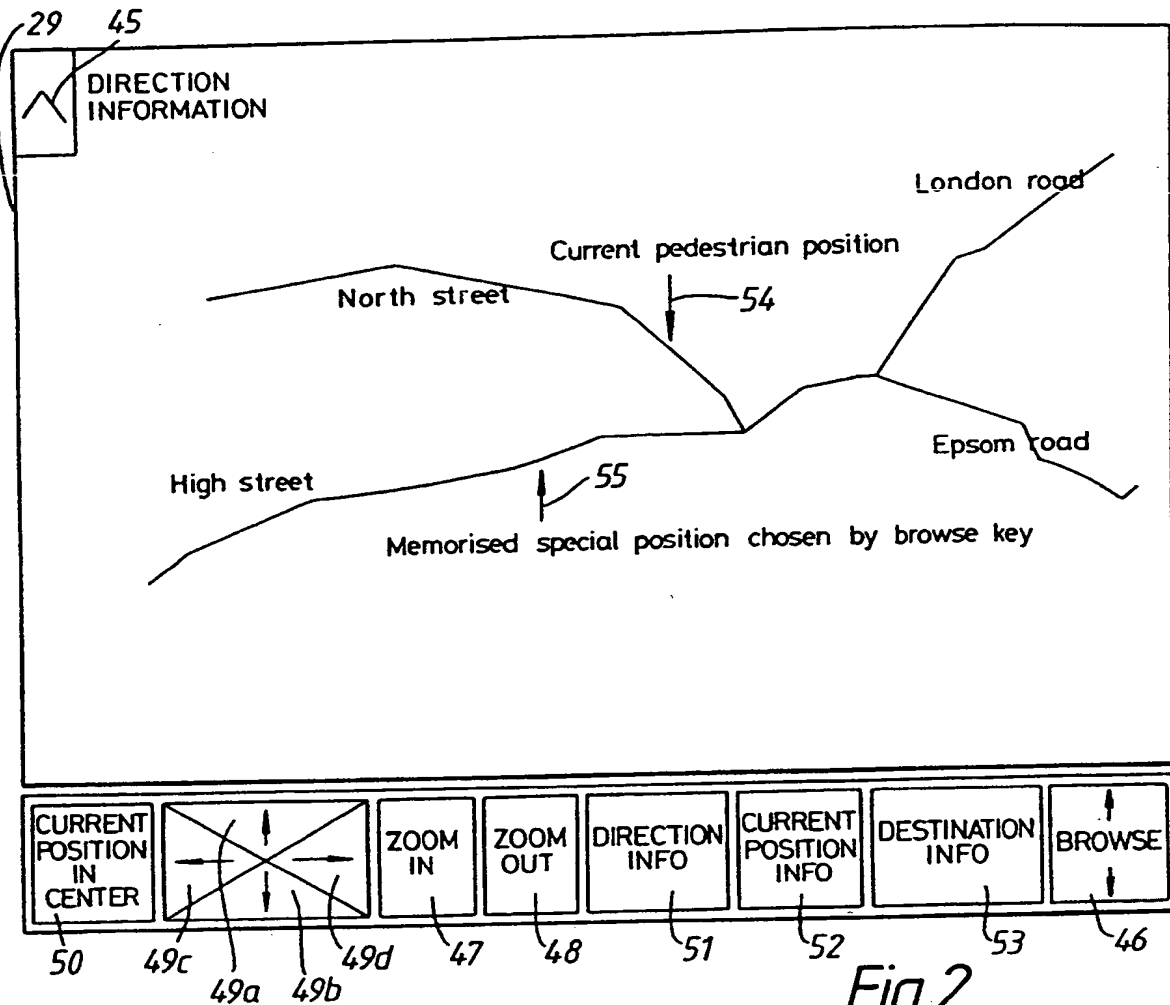 29
45
DIRECTION
INFORMATION
London road
Current pedestrian position
North street
54
Epsom road
High street
55
Memorised special position chosen by browse key
CURRENT
POSITION
IN
CENTER
ZOOM
IN
ZOOM
OUT
DIRECTION
INFO
CURRENT
POSITION
INFO
DESTINATION
INFO
BROWSE
50
49c
49a
49b
49d
47
48
51
52
53
46
Fig.2